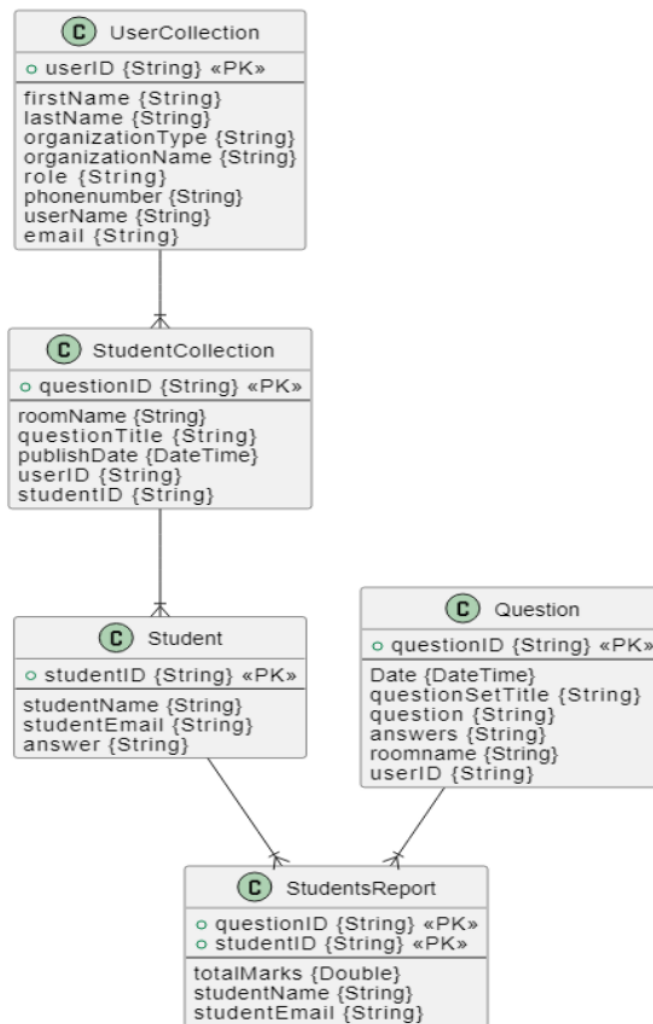 C UserCollection
userID {String} «PK»
firstName {String}
lastName {String}
organizationType {String}
organizationName {String}
role {String}
phonenumber {String}
userName {String}
email {String}
C StudentCollection
questionID {String} «PK»
roomName {String}
questionTitle {String}
publishDate {DateTime}
userID {String}
studentID {String}
C Student
studentID {String} «PK»
studentName {String}
studentEmail {String}
answer {String}
C Question
questionID {String} «PK»
Date {DateTime}
questionSetTitle {String}
question {String}
answers {String}
roomname {String}
userID {String}
C StudentsReport
questionID {String} «PK»
studentID {String} «PK»
totalMarks {Double}
studentName {String}
studentEmail {String}